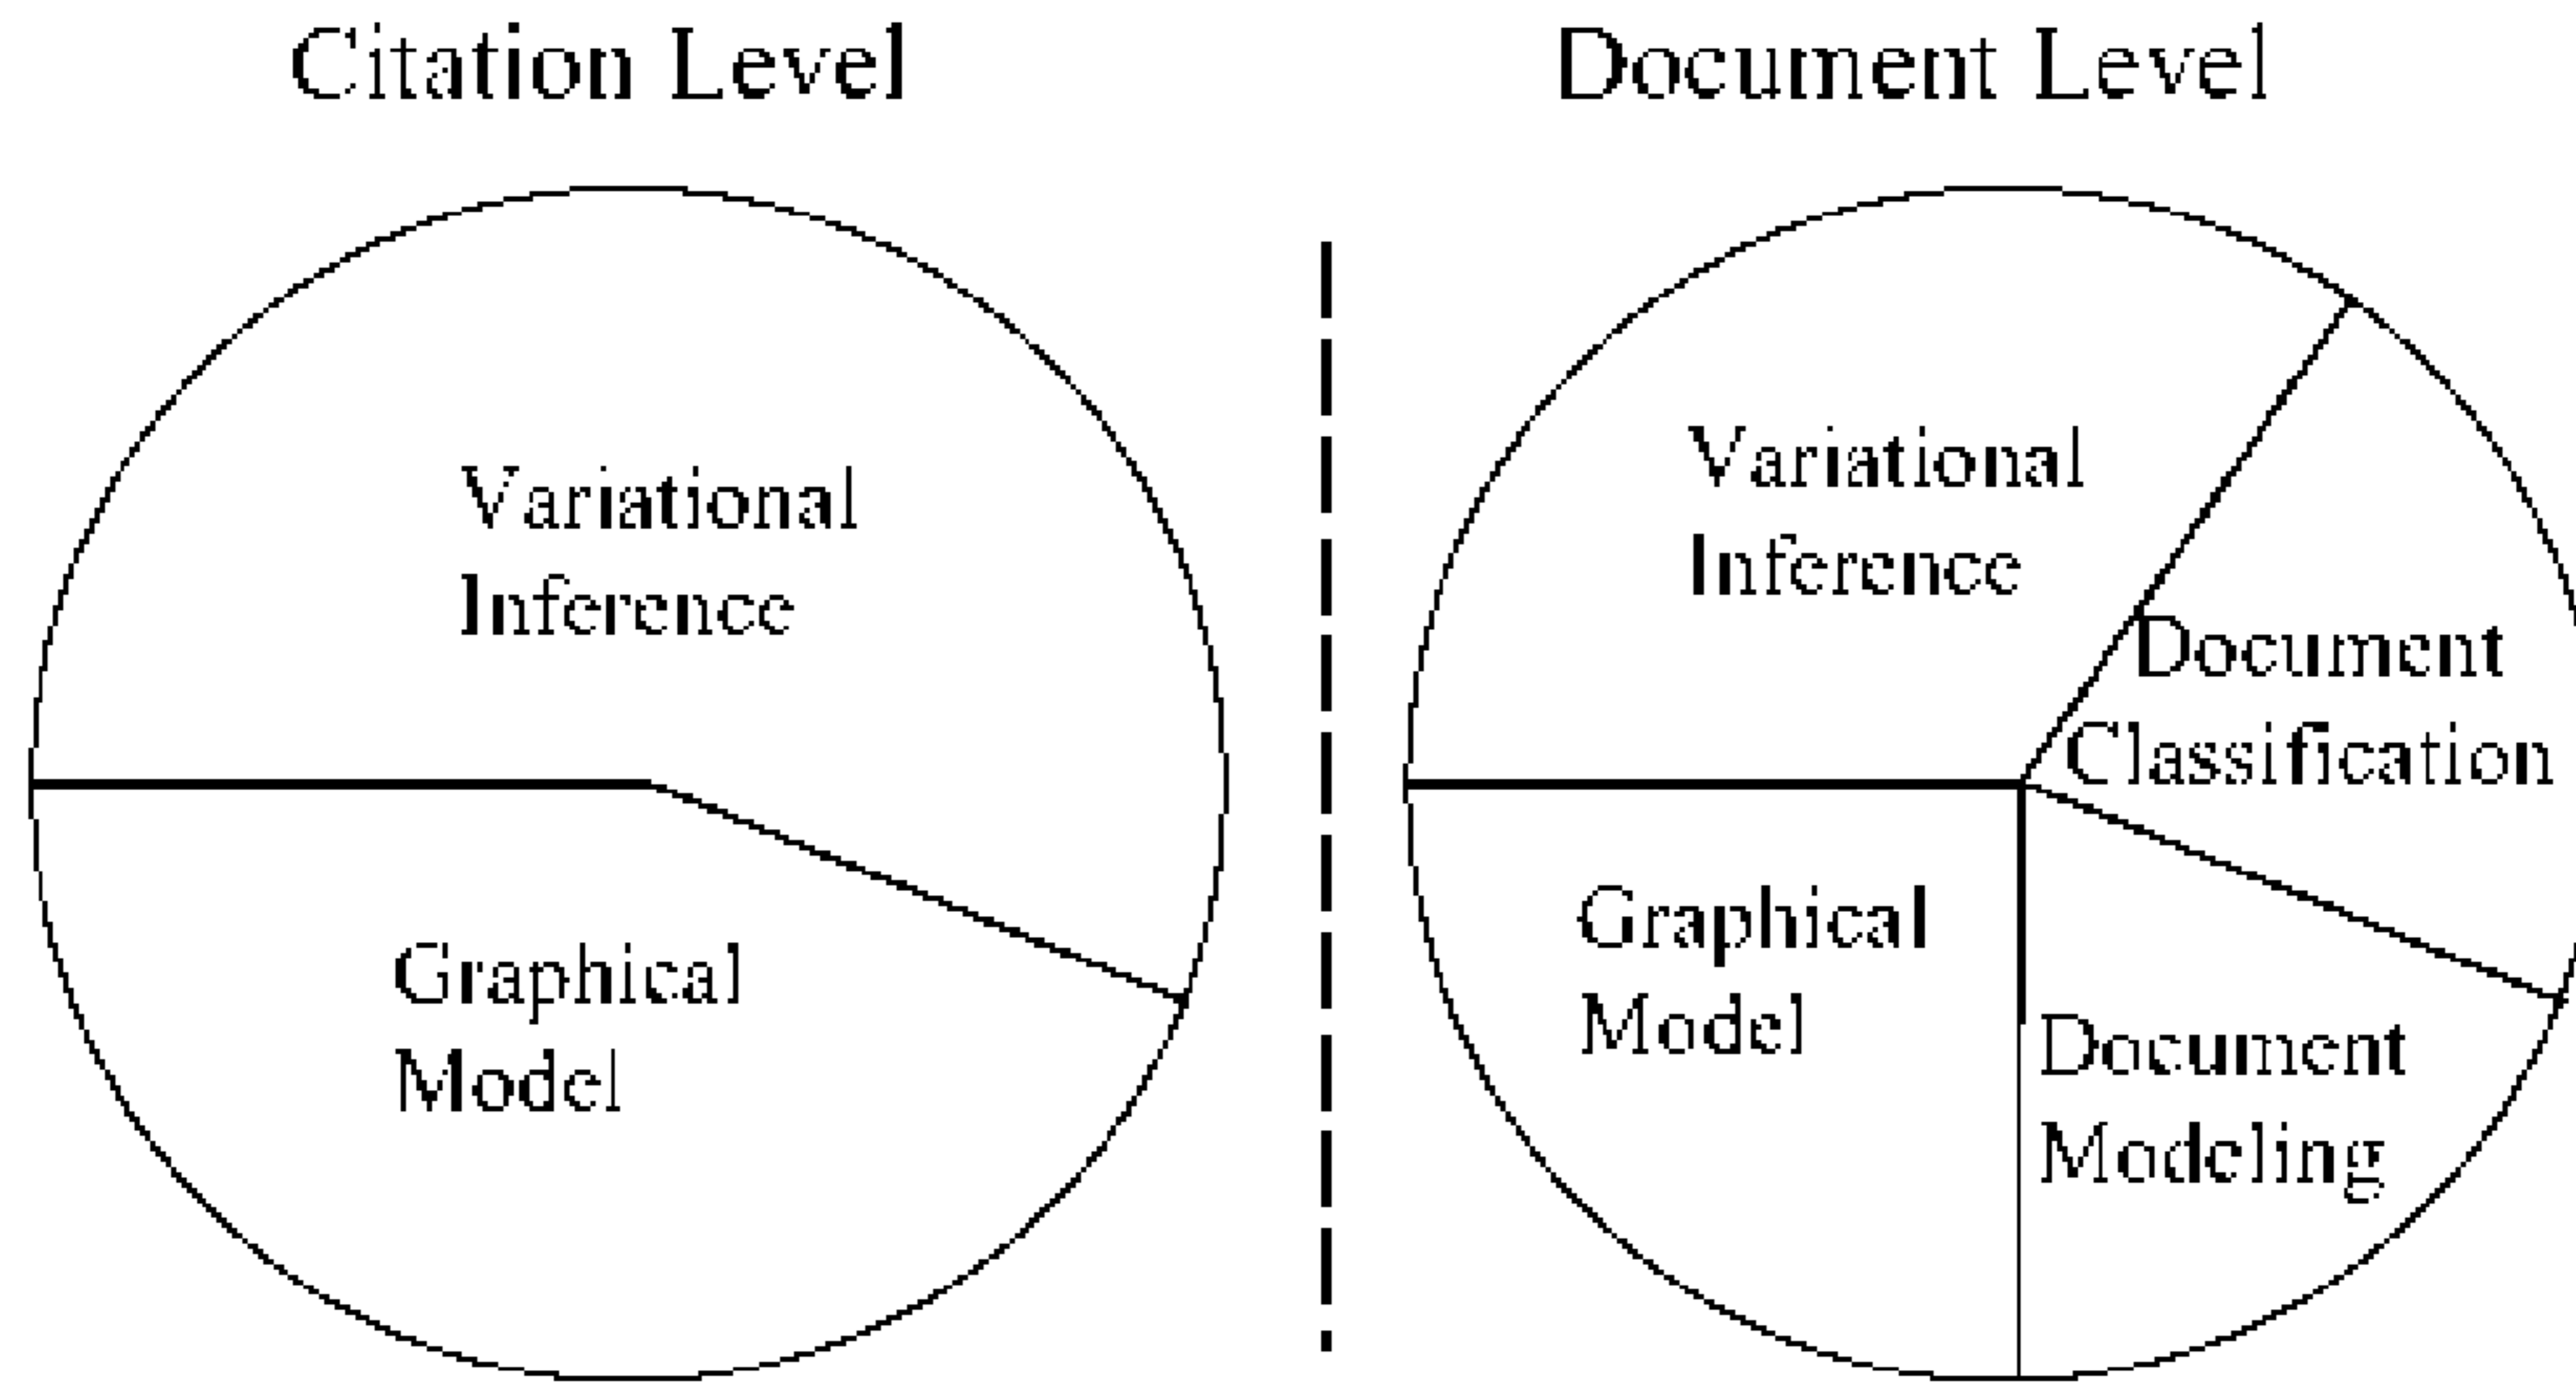 Citation Level
Document Level
Variational
Inference
Graphical
Model
Variational
Inference
Document
Classification
Graphical
Model
Document
Modeling